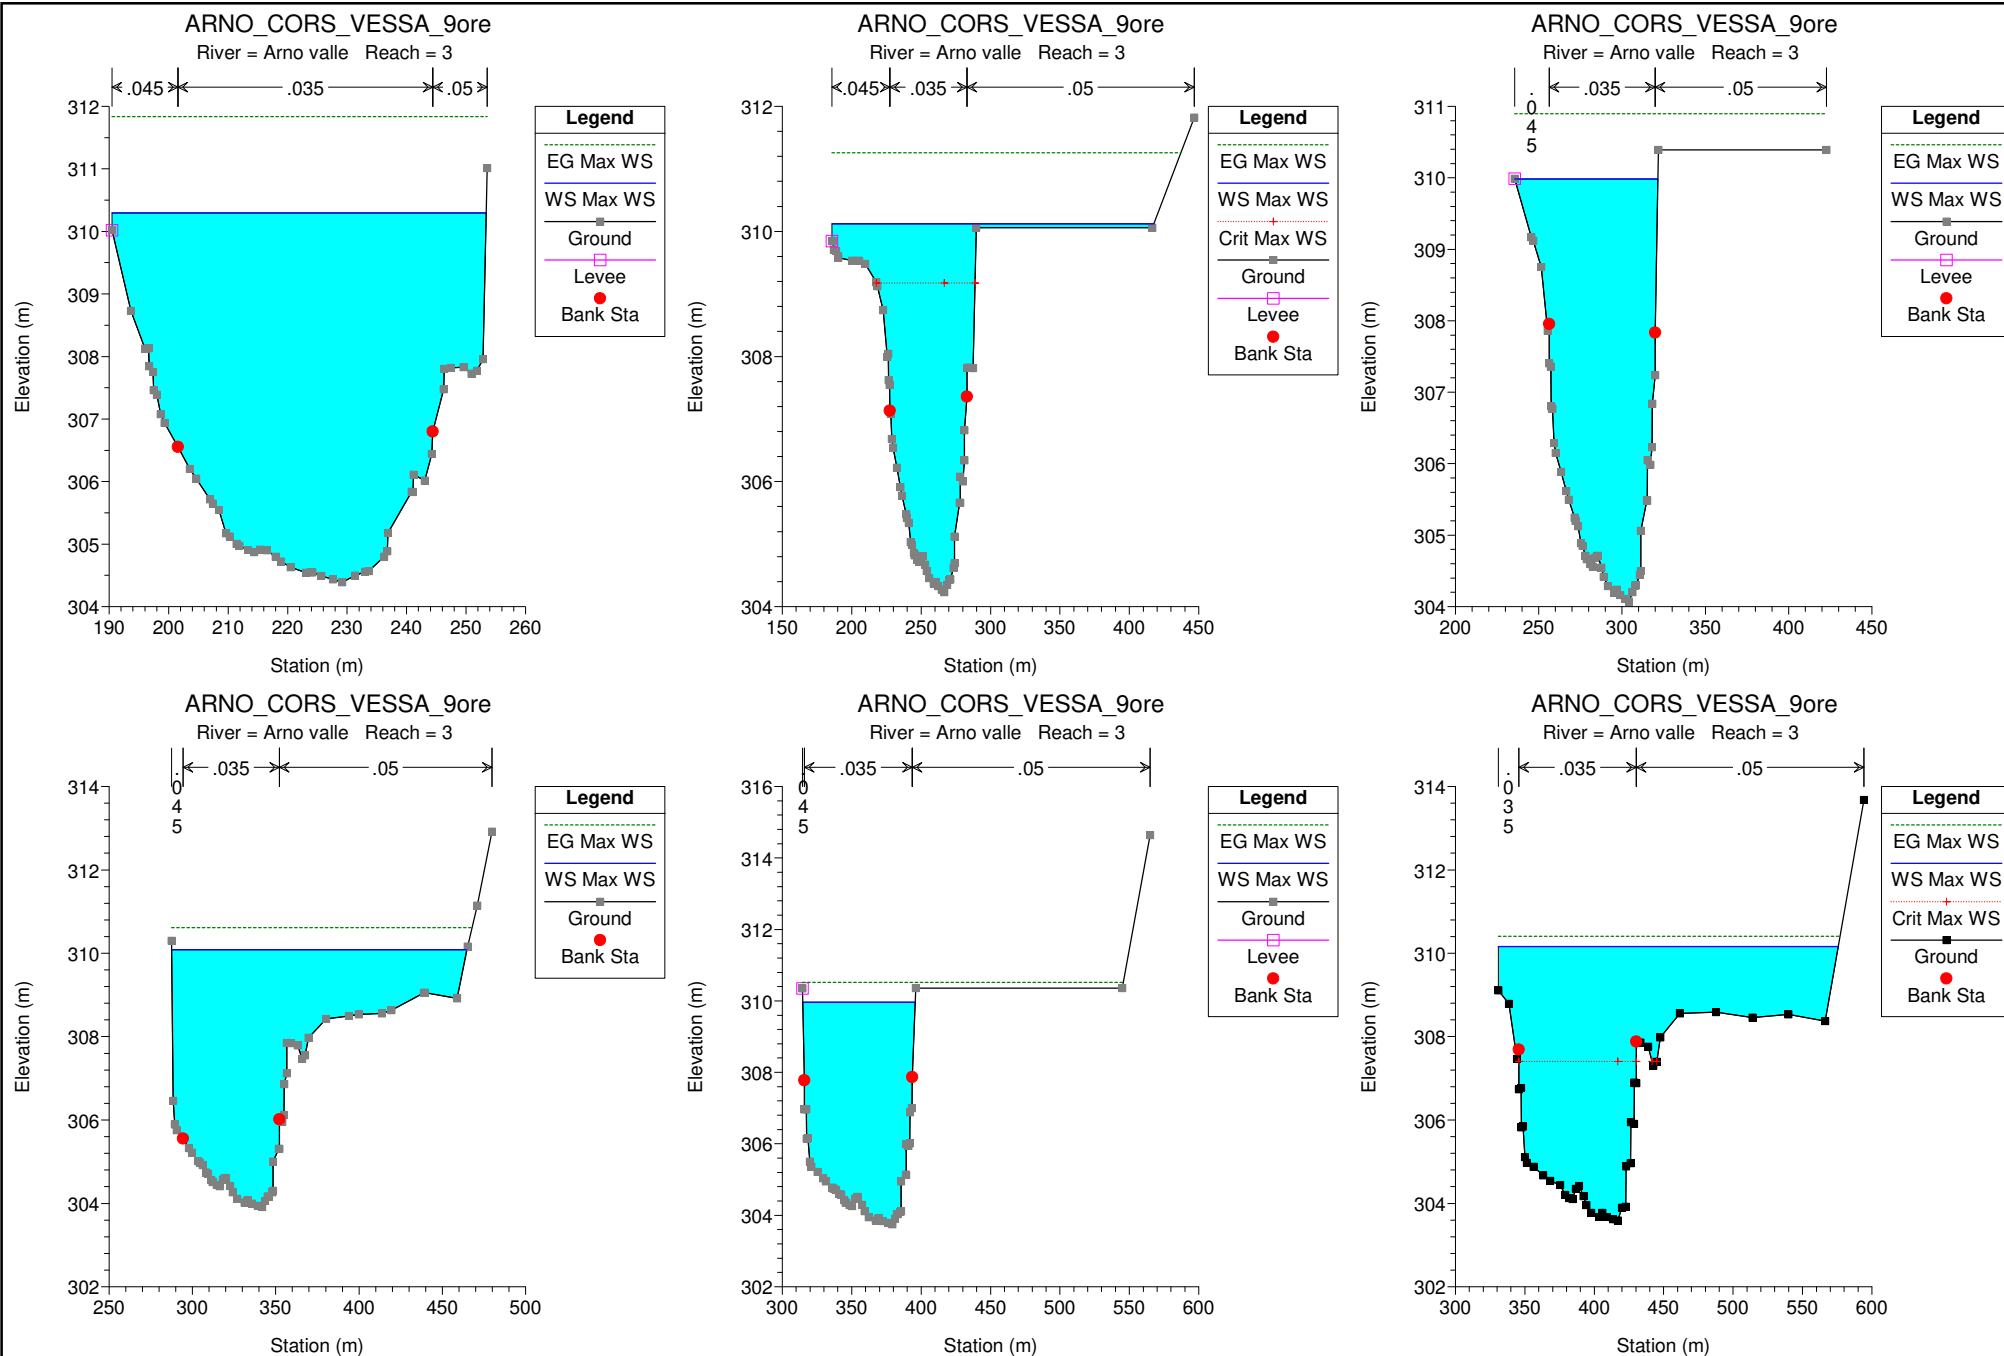 ARNO_CORS_VESSA_9ore
River = Arno valle   Reach = 3
.045
.035
.05
312
311
310
309
308
307
306
305
304
190 200 210 220 230 240 250 260
Station (m)
Elevation (m)
Legend
EG Max WS
WS Max WS
Ground
Levee
Bank Sta
ARNO_CORS_VESSA_9ore
River = Arno valle   Reach = 3
.045
.035
.05
312
310
308
306
304
150 200 250 300 350 400 450
Station (m)
Elevation (m)
Legend
EG Max WS
WS Max WS
Crit Max WS
Ground
Levee
Bank Sta
ARNO_CORS_VESSA_9ore
River = Arno valle   Reach = 3
.
0
4
5
.035
.05
311
310
309
308
307
306
305
304
200 250 300 350 400 450
Station (m)
Elevation (m)
Legend
EG Max WS
WS Max WS
Ground
Levee
Bank Sta
ARNO_CORS_VESSA_9ore
River = Arno valle   Reach = 3
.
0
4
5
.035
.05
314
312
310
308
306
304
302
250 300 350 400 450 500
Station (m)
Elevation (m)
Legend
EG Max WS
WS Max WS
Ground
Bank Sta
ARNO_CORS_VESSA_9ore
River = Arno valle   Reach = 3
.
0
4
5
.035
.05
316
314
312
310
308
306
304
302
300 350 400 450 500 550 600
Station (m)
Elevation (m)
Legend
EG Max WS
WS Max WS
Ground
Levee
Bank Sta
ARNO_CORS_VESSA_9ore
River = Arno valle   Reach = 3
.
0
3
5
.035
.05
314
312
310
308
306
304
302
300 350 400 450 500 550 600
Station (m)
Elevation (m)
Legend
EG Max WS
WS Max WS
Crit Max WS
Ground
Bank Sta